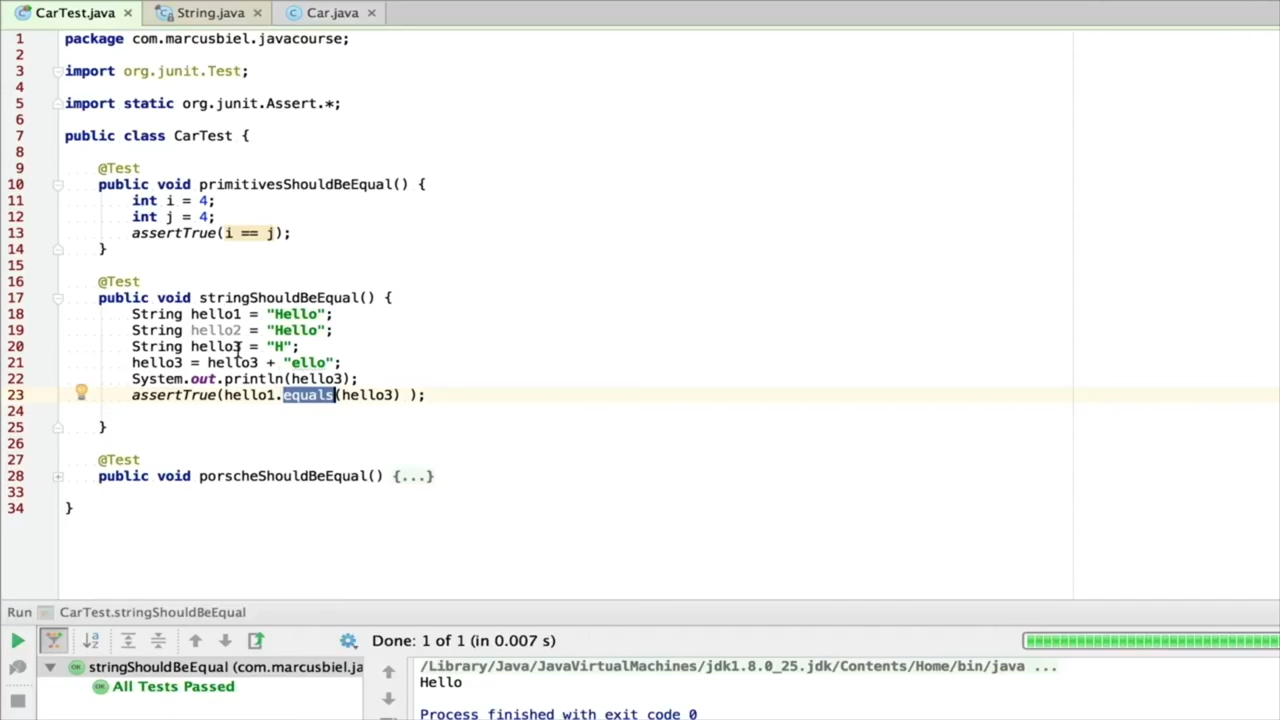 CarTest.java × String.java × Car.java ×
1 package com.marcusbiel.javacourse;
2
3 import org.junit.Test;
4
5 import static org.junit.Assert.*;
6
7 public class CarTest {
8
9 @Test
10 public void primitivesShouldBeEqual() {
11 int i = 4;
12 int j = 4;
13 assertTrue(i == j);
14 }
15
16 @Test
17 public void stringShouldBeEqual() {
18 String hello1 = "Hello";
19 String hello2 = "Hello";
20 String hello3 = "H";
21 hello3 = hello3 + "ello";
22 System.out.println(hello3);
23 assertTrue(hello1.equals(hello3) );
24
25 }
26
27 @Test
28 public void porscheShouldBeEqual() {...}
33
34 }
Run CarTest.stringShouldBeEqual
Done: 1 of 1 (in 0.007 s)
stringShouldBeEqual (com.marcusbiel.ja
/Library/Java/JavaVirtualMachines/jdk1.8.0_25.jdk/Contents/Home/bin/java ...
OK All Tests Passed
Hello
Process finished with exit code 0